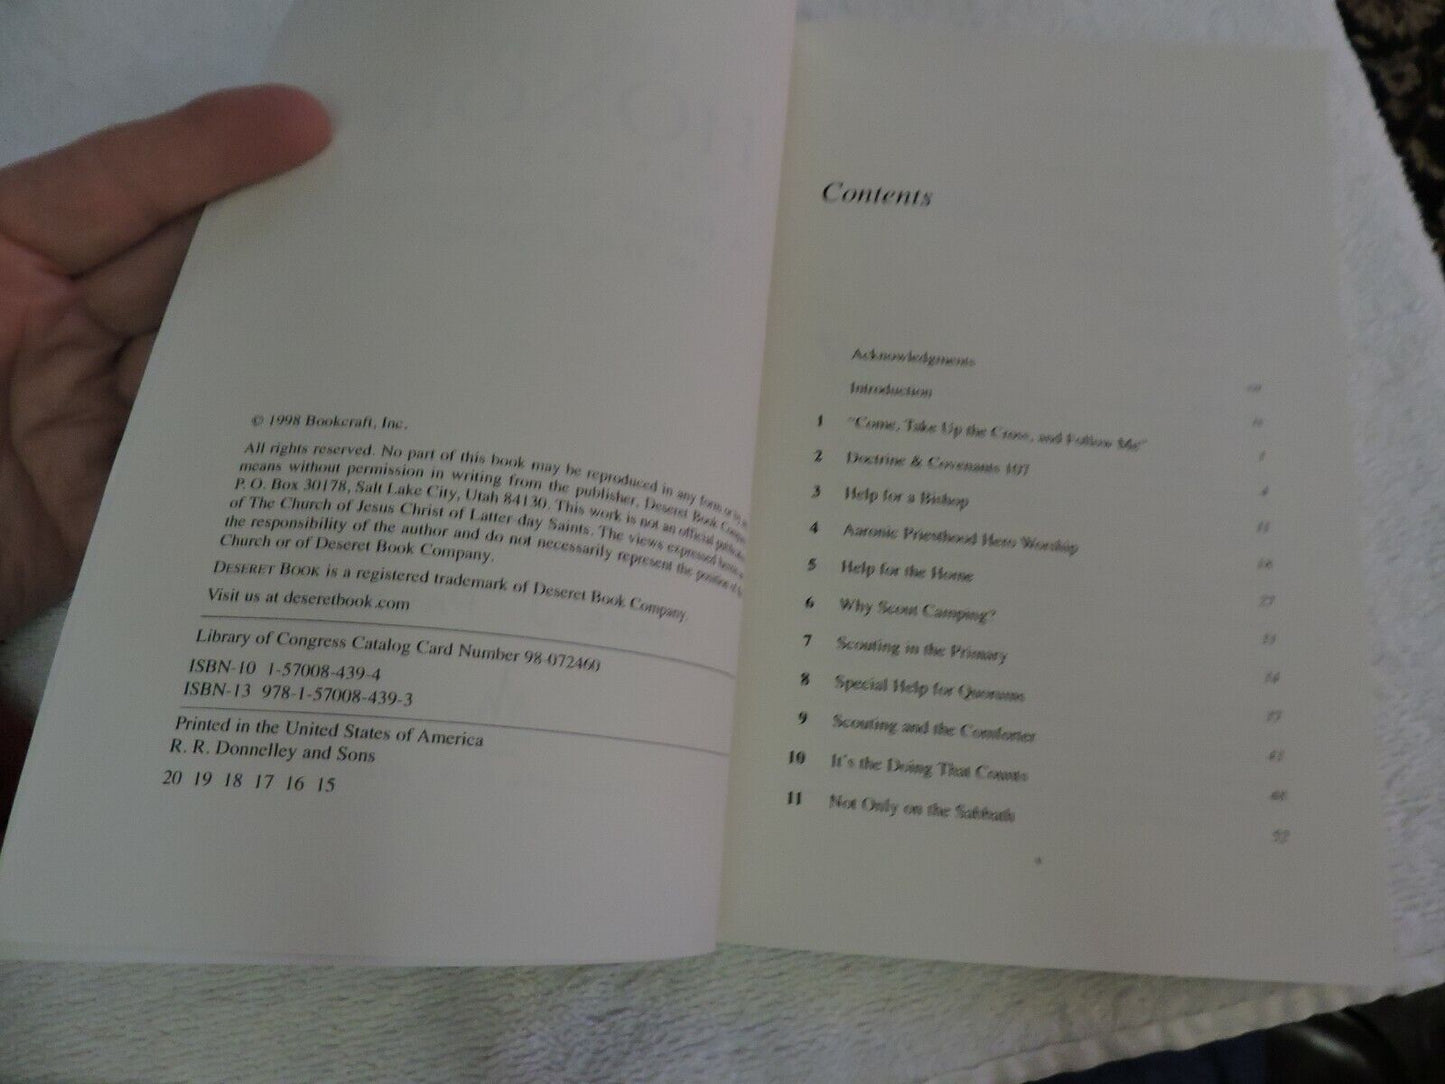 © 1998 Bookcraft, Inc.
All rights reserved. No part of this book may be reproduced in any form or by
means without permission in writing from the publisher, Deseret Book Company,
P. O. Box 30178, Salt Lake City, Utah 84130. This work is not an official
of The Church of Jesus Christ of Latter-day Saints. The views expressed
the responsibility of the author and do not necessarily represent the position of
Church or of Deseret Book Company.
DESERET BOOK is a registered trademark of Deseret Book Company.
Visit us at deseretbook.com
Library of Congress Catalog Card Number 98-072460
ISBN-10 1-57008-439-4
ISBN-13 978-1-57008-439-3
Printed in the United States of America
R. R. Donnelley and Sons
20 19 18 17 16 15
Contents
Acknowledgments
Introduction
1 "Come, Take Up the Cross, and Follow Me"
2 Doctrine & Covenants 107
3 Help for a Bishop
4 Aaronic Priesthood Hero Worship
5 Help for the Home
6 Why Scout Camping?
7 Scouting in the Primary
8 Special Help for Quorums
9 Scouting and the Comforter
10 It's the Doing That Counts
11 Not Only on the Sabbath